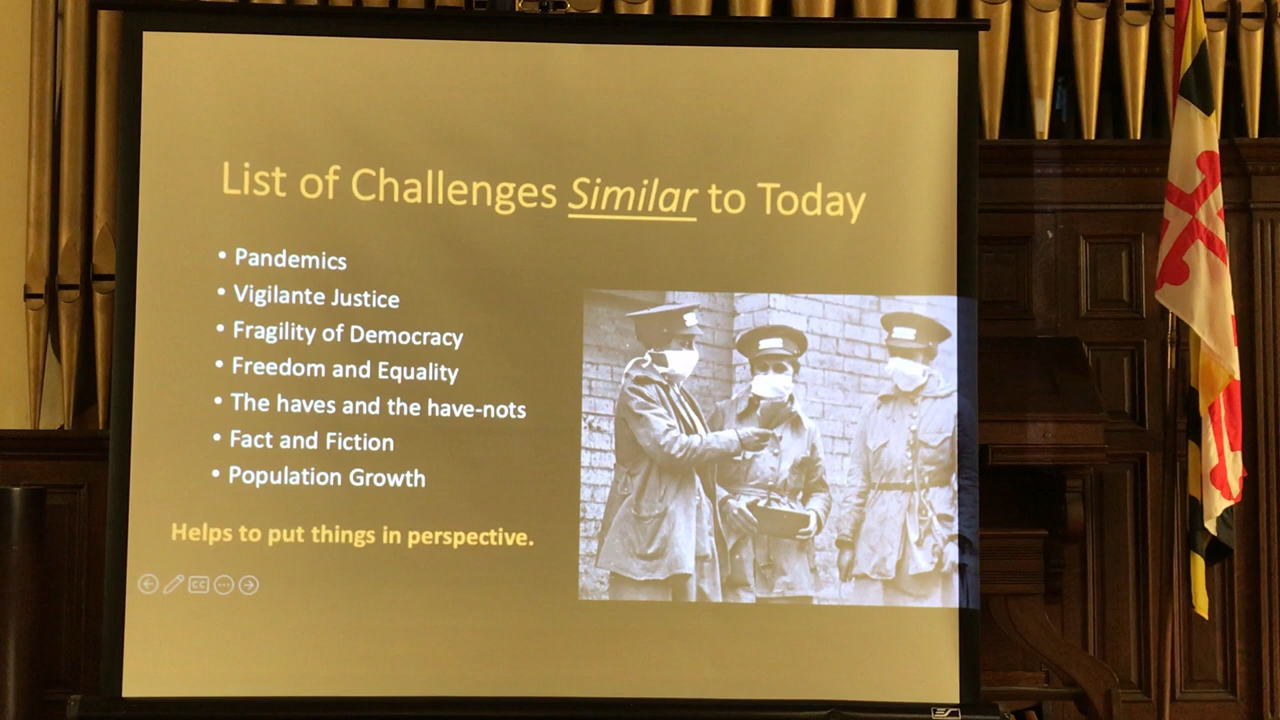 List of Challenges Similar to Today
• Pandemics
• Vigilante Justice
• Fragility of Democracy
• Freedom and Equality
• The haves and the have-nots
• Fact and Fiction
• Population Growth
Helps to put things in perspective.
CC